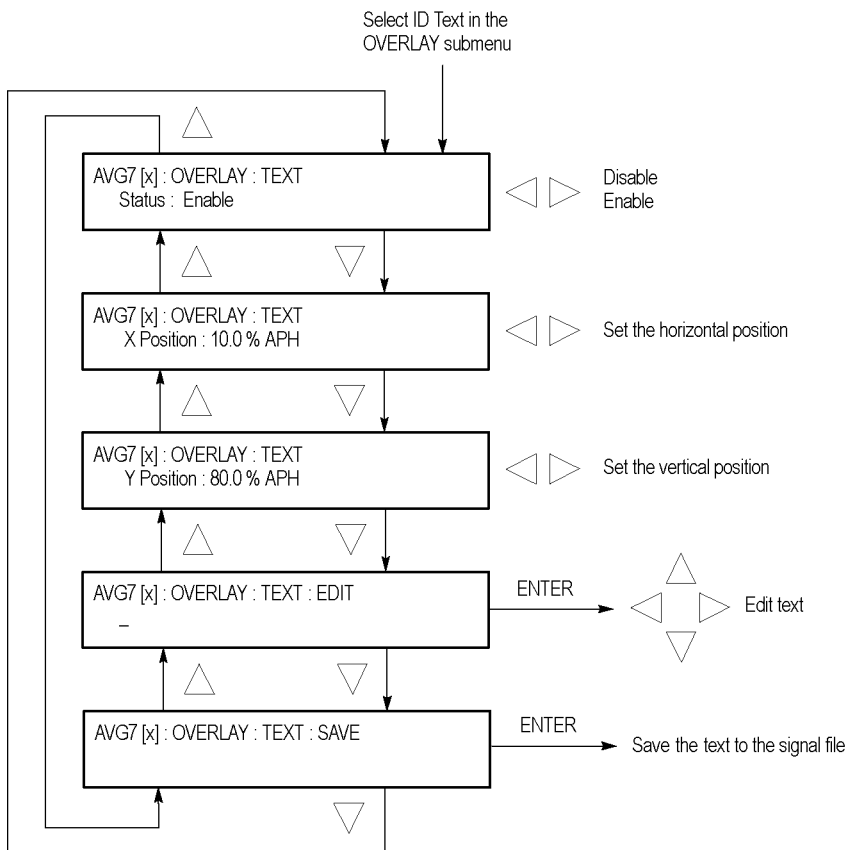 Select ID Text in the
OVERLAY submenu
AVG7 [x] : OVERLAY : TEXT
Status : Enable
Disable
Enable
AVG7 [x] : OVERLAY : TEXT
X Position : 10.0 % APH
Set the horizontal position
AVG7 [x] : OVERLAY : TEXT
Y Position : 80.0 % APH
Set the vertical position
AVG7 [x] : OVERLAY : TEXT : EDIT
_
ENTER
Edit text
AVG7 [x] : OVERLAY : TEXT : SAVE
ENTER
Save the text to the signal file